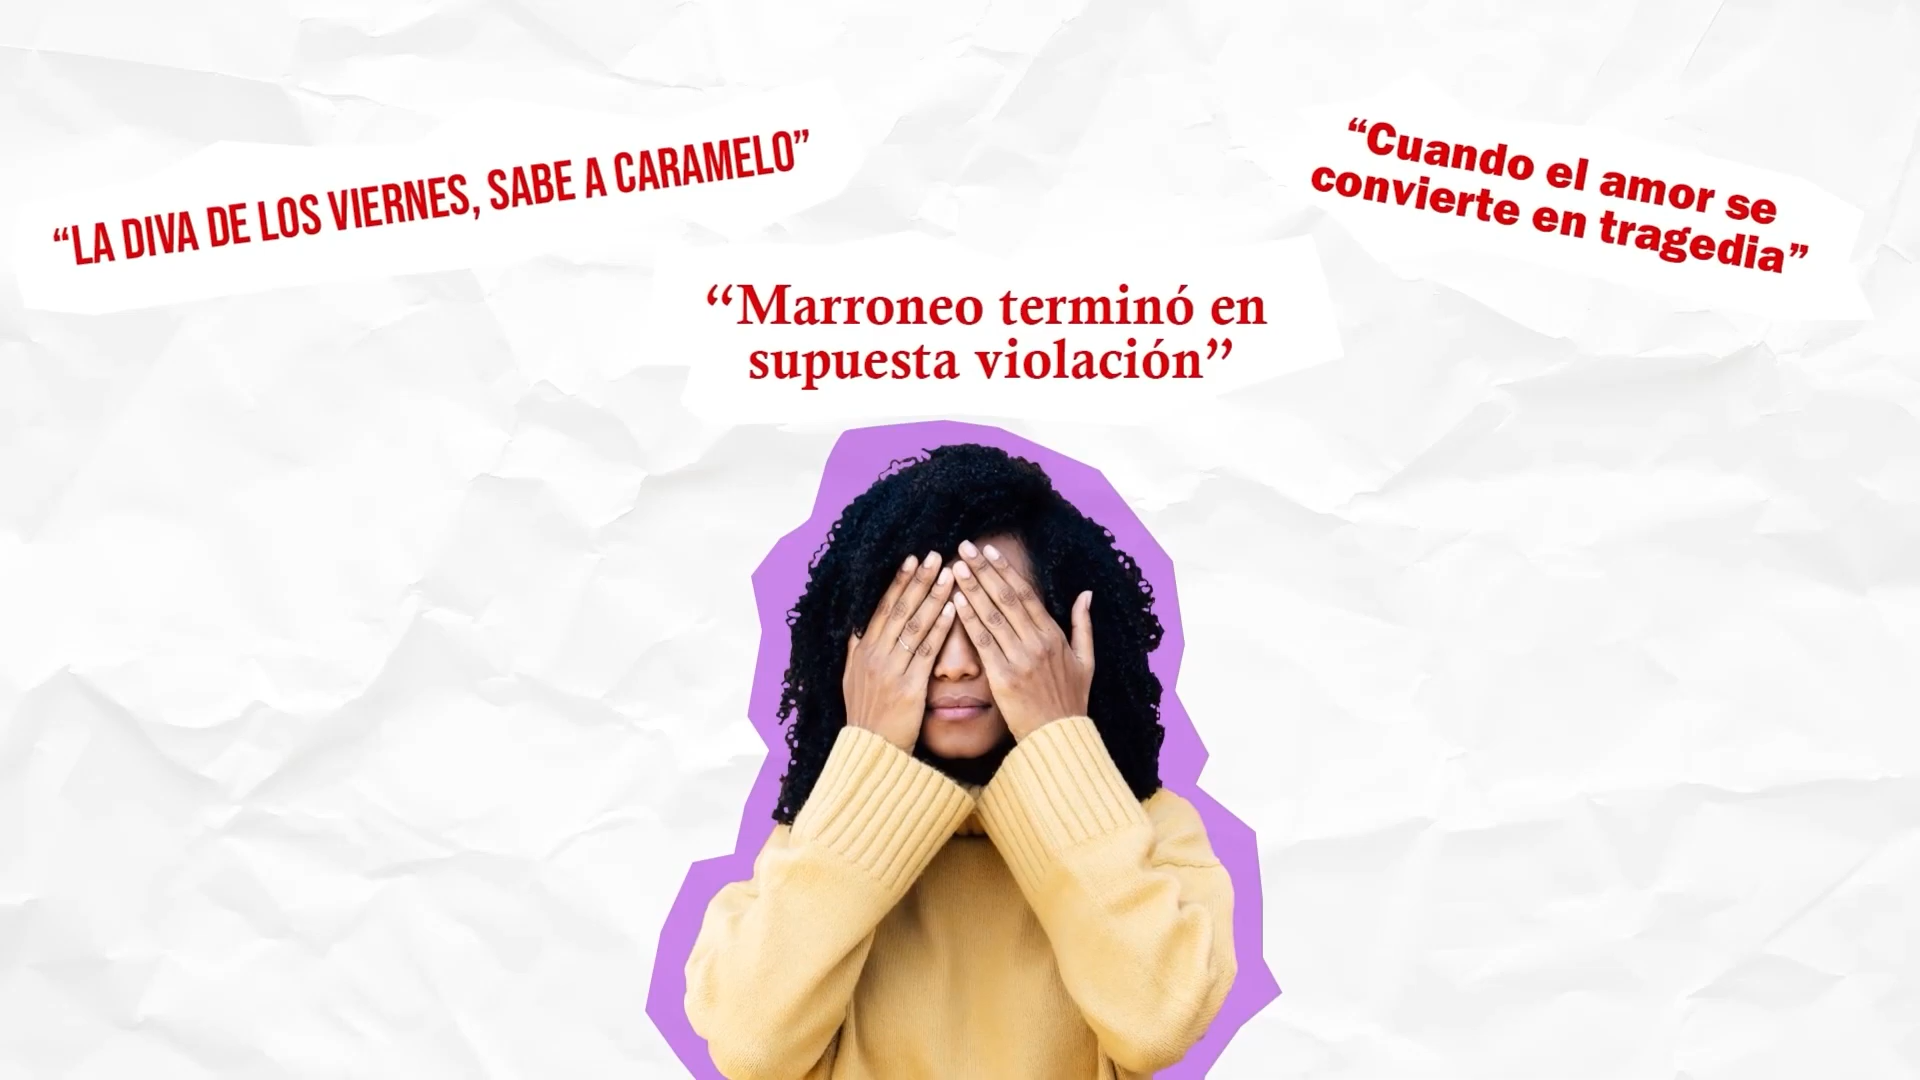 “LA DIVA DE LOS VIERNES, SABE A CARAMELO”
“Cuando el amor se
convierte en tragedia”
“Marroneo terminó en
supuesta violación”